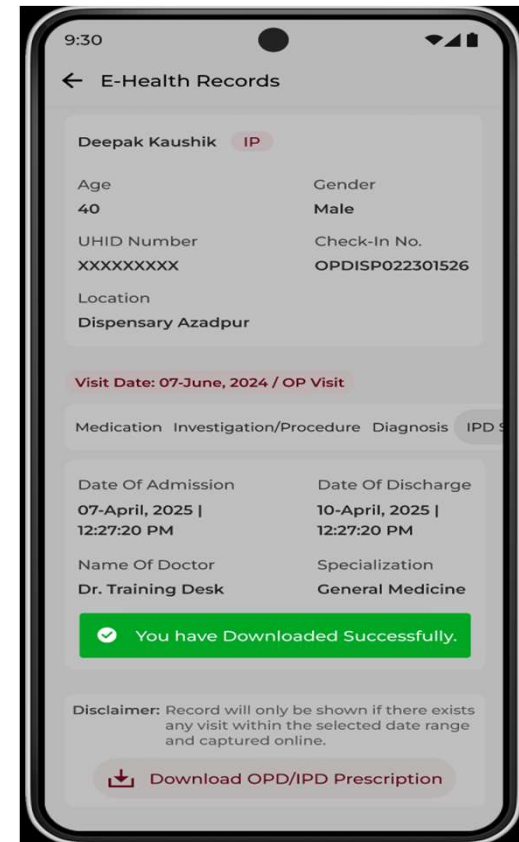 9:30
E-Health Records
Deepak Kaushik IP
Age Gender
40 Male
UHID Number Check-In No.
XXXXXXXXX OPDISP022301526
Location
Dispensary Azadpur
Visit Date: 07-June, 2024 / OP Visit
Medication Investigation/Procedure Diagnosis IPD S
Date Of Admission Date Of Discharge
07-April, 2025 | 10-April, 2025 |
12:27:20 PM 12:27:20 PM
Name Of Doctor Specialization
Dr. Training Desk General Medicine
You have Downloaded Successfully.
Disclaimer: Record will only be shown if there exists
any visit within the selected date range
and captured online.
Download OPD/IPD Prescription